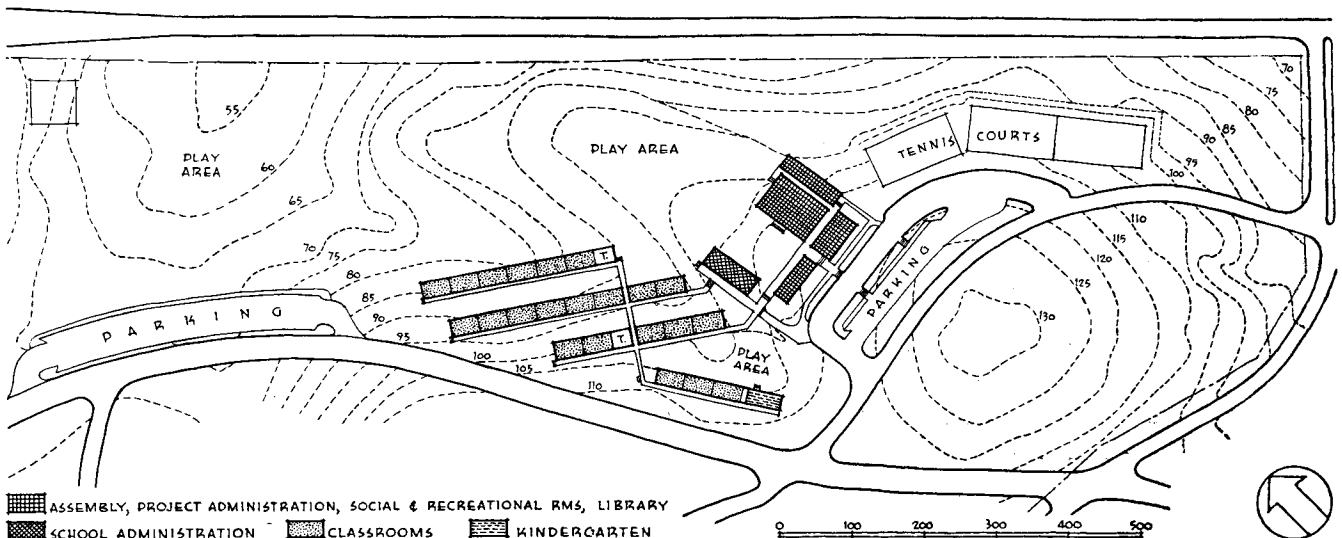 55
PLAY
AREA
60
65
70
75
80
85
90
95
100
105
110
PARKING
PLAY AREA
T.
T.
PLAY
AREA
TENNIS COURTS
PARKING
70
75
80
85
90
95
100
110
115
120
125
130
ASSEMBLY, PROJECT ADMINISTRATION, SOCIAL & RECREATIONAL RMS, LIBRARY
SCHOOL ADMINISTRATION CLASSROOMS KINDERGARTEN
0 100 200 300 400 500